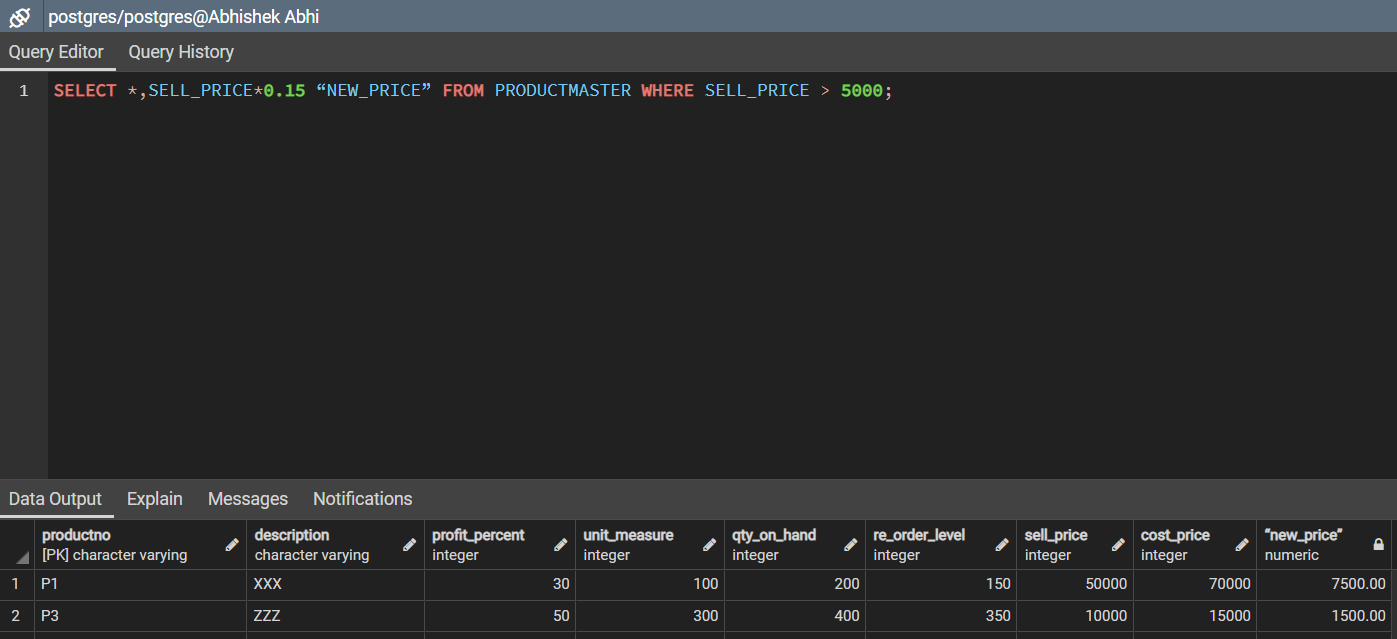 postgres/postgres@Abhishek Abhi
Query Editor Query History
1 SELECT *,SELL_PRICE*0.15 “NEW_PRICE” FROM PRODUCTMASTER WHERE SELL_PRICE > 5000;
Data Output Explain Messages Notifications
productno description profit_percent unit_measure qty_on_hand re_order_level sell_price cost_price “new_price”
[PK] character varying character varying integer integer integer integer integer integer numeric
1 P1 XXX 30 100 200 150 50000 70000 7500.00
2 P3 ZZZ 50 300 400 350 10000 15000 1500.00